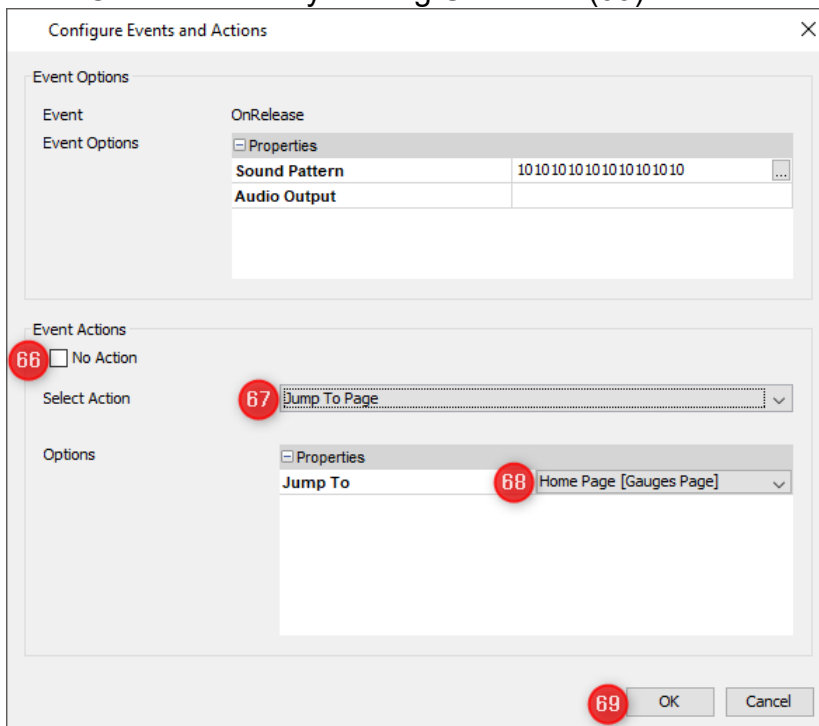 Configure Events and Actions
Event Options
Event OnRelease
Event Options Properties
Sound Pattern 10101010101010101010 ...
Audio Output
Event Actions
66 No Action
Select Action 67 Jump To Page
Options Properties
Jump To 68 Home Page [Gauges Page]
69 OK Cancel